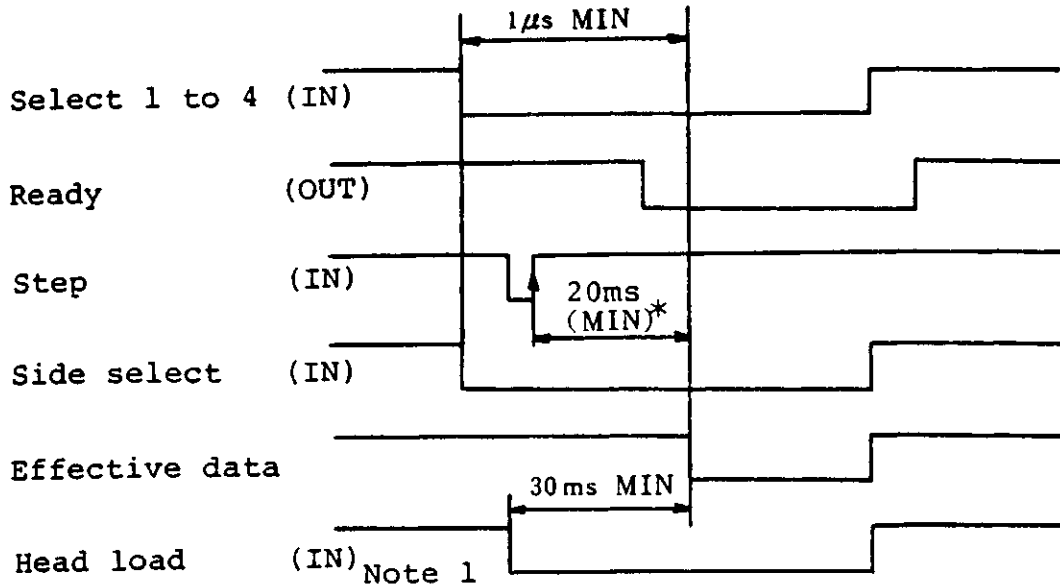 1μs MIN
Select 1 to 4 (IN)
Ready (OUT)
Step (IN)
20ms
(MIN)*
Side select (IN)
Effective data
30ms MIN
Head load (IN) Note 1